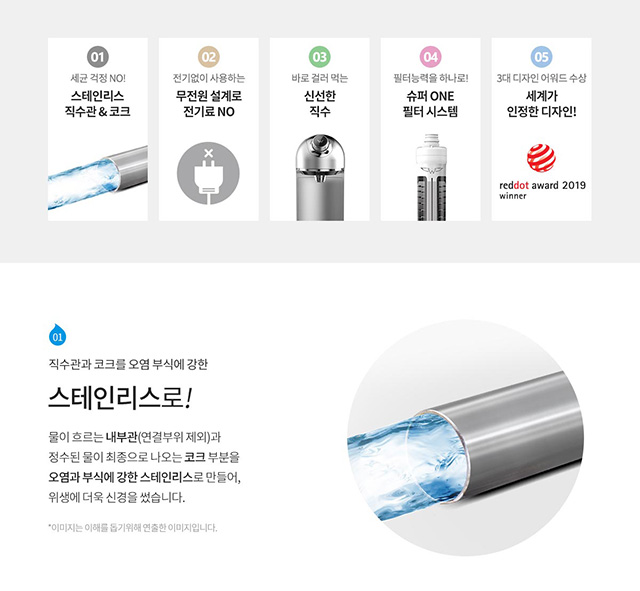 01
세균 걱정 NO!
스테인리스
직수관 & 코크
02
전기없이 사용하는
무전원 설계로
전기료 NO
03
바로 걸러 먹는
신선한
직수
04
필터능력을 하나로!
슈퍼 ONE
필터 시스템
05
3대 디자인 어워드 수상
세계가
인정한 디자인!
reddot award 2019
winner
01
직수관과 코크를 오염 부식에 강한
스테인리스로!
물이 흐르는 내부관(연결부위 제외)과
정수된 물이 최종으로 나오는 코크 부분을
오염과 부식에 강한 스테인리스로 만들어,
위생에 더욱 신경을 썼습니다.
*이미지는 이해를 돕기위해 연출한 이미지입니다.